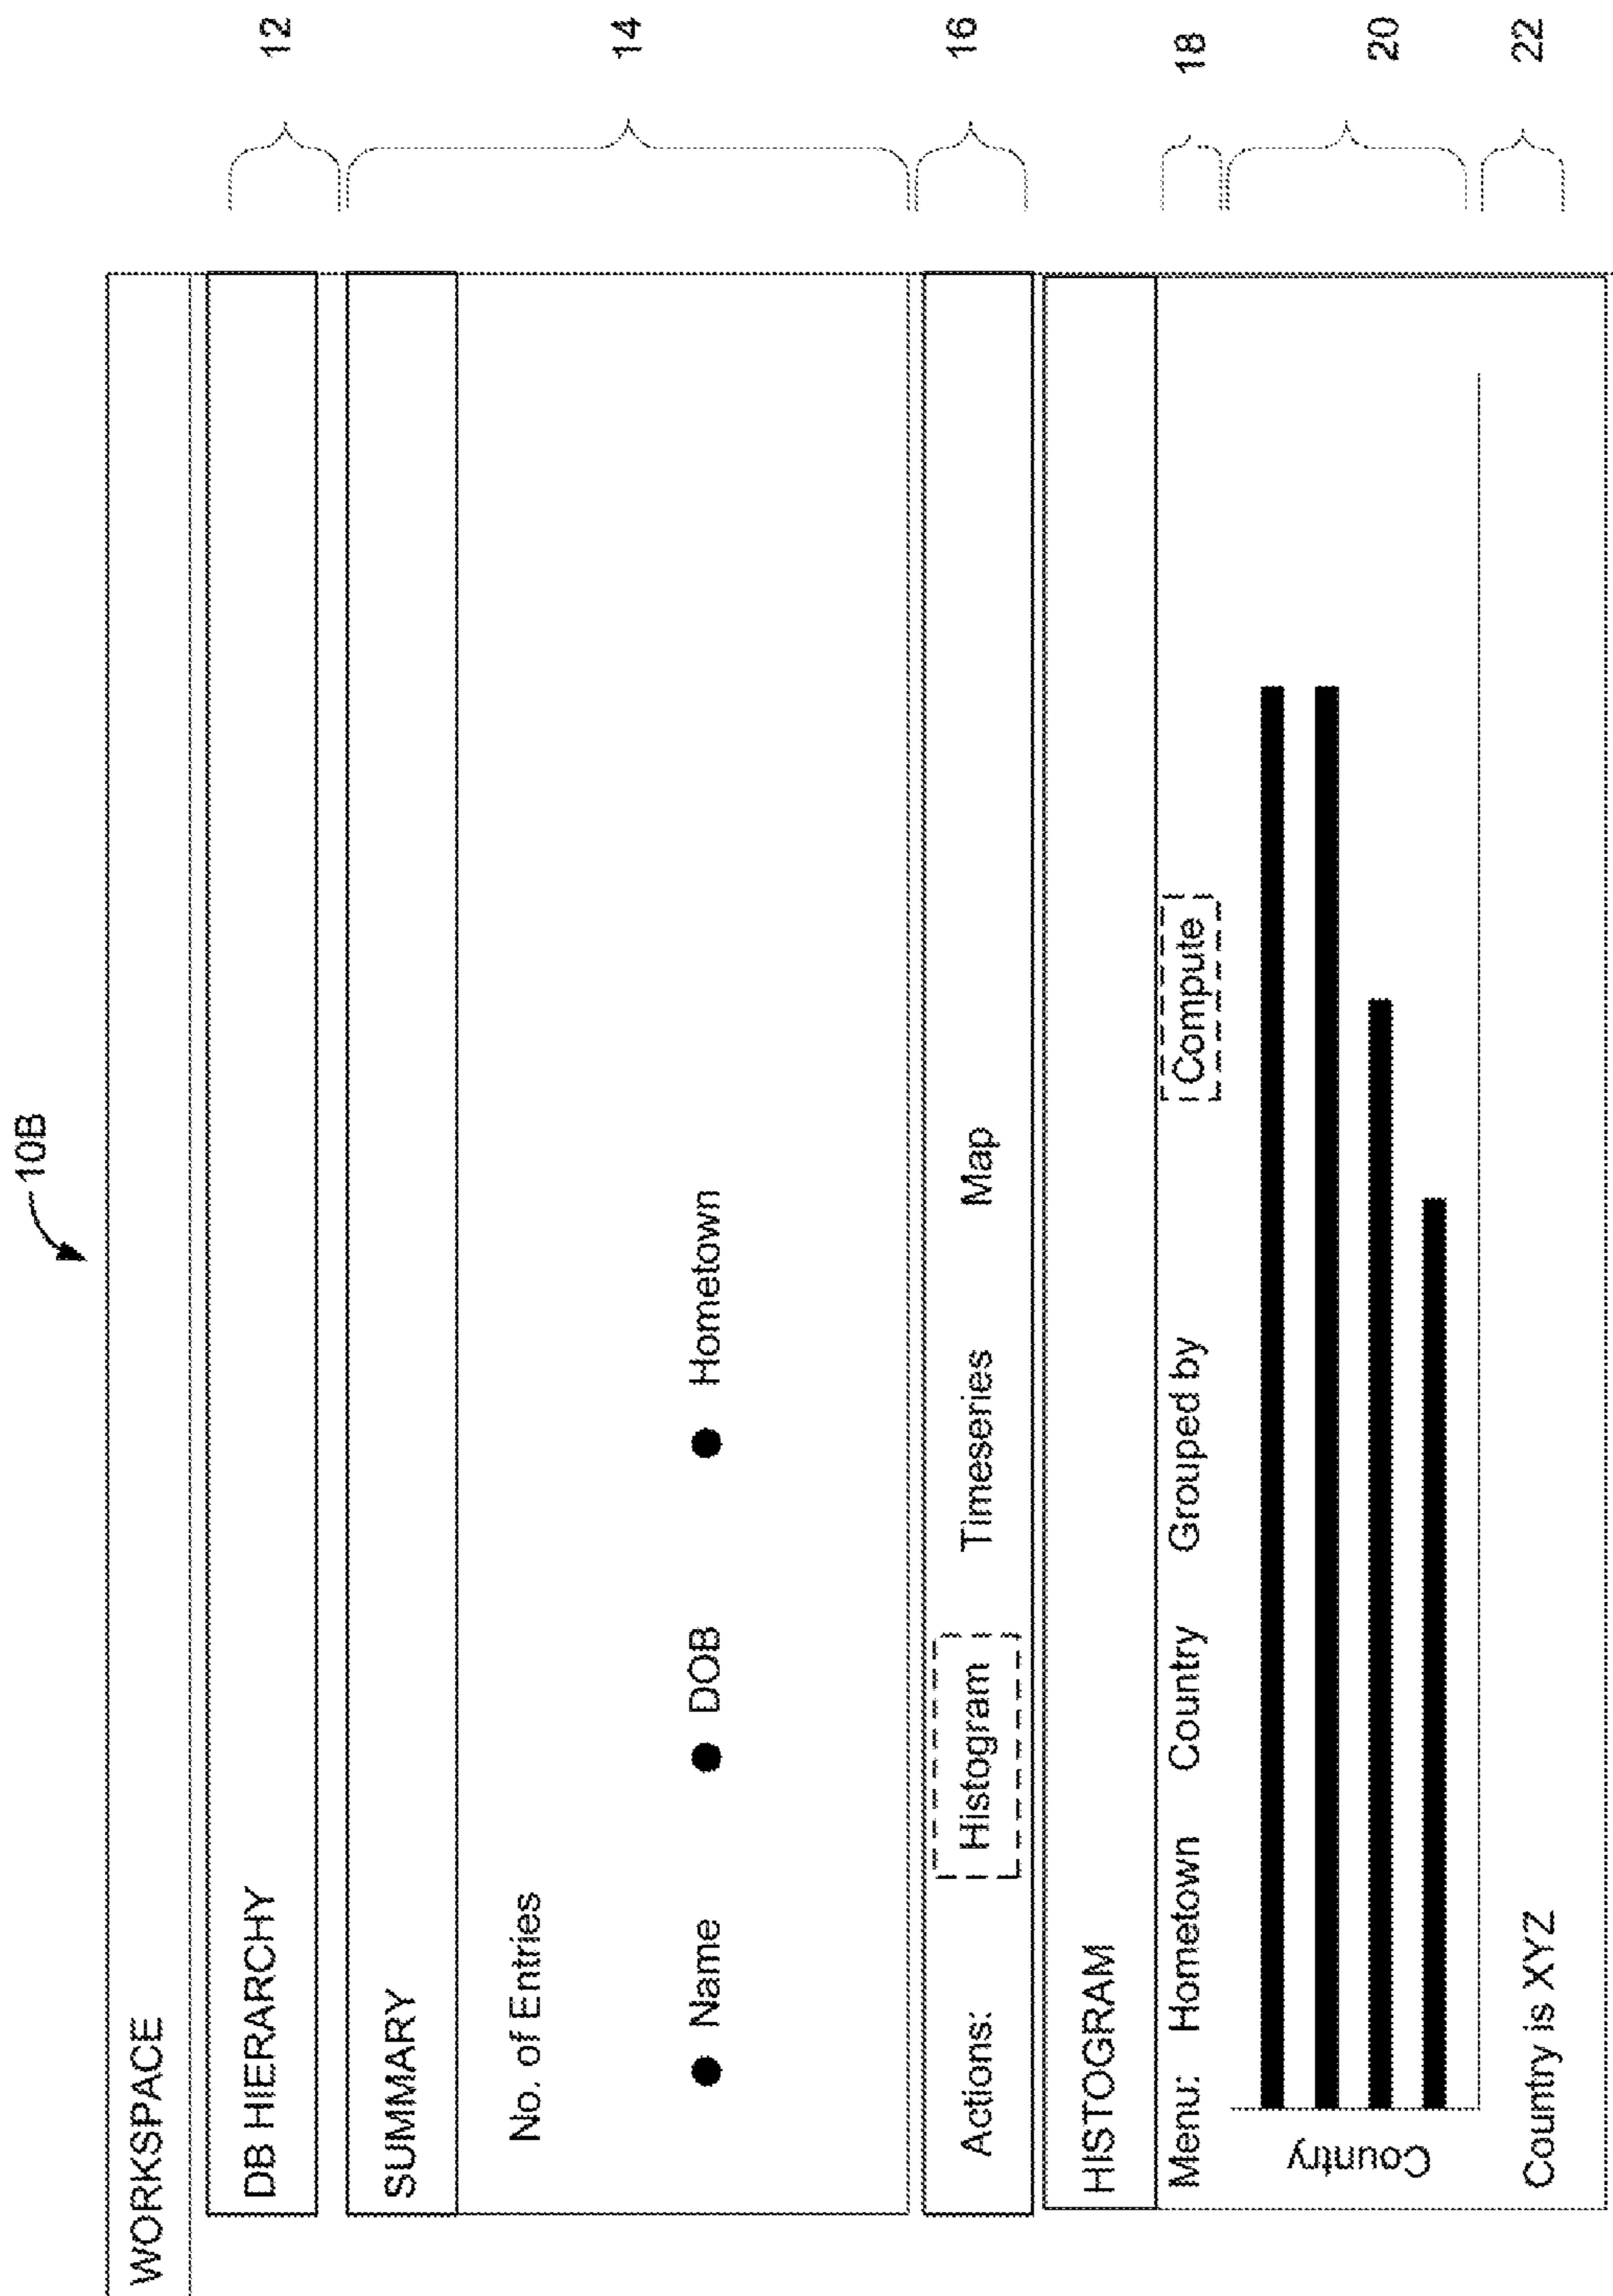 10B
WORKSPACE
DB HIERARCHY
12
SUMMARY
No. of Entries
14
● Name ● DOB ● Hometown
Actions: Histogram Timeseries Map
16
HISTOGRAM
Menu: Hometown Country Grouped by Compute
18
Country
20
Country is XYZ
22